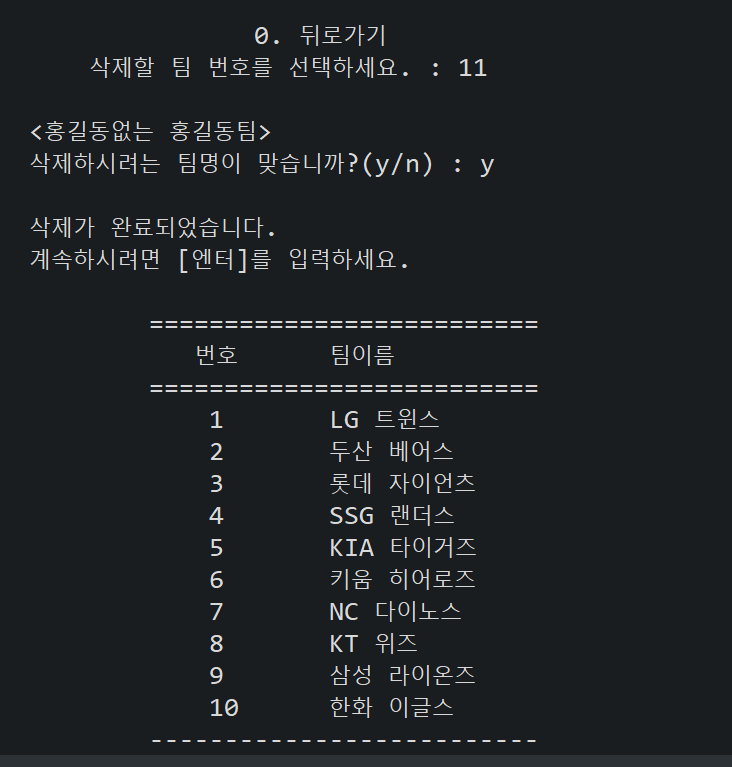 0. 뒤로가기
삭제할 팀 번호를 선택하세요. : 11
<홍길동없는 홍길동팀>
삭제하시려는 팀명이 맞습니까?(y/n) : y
삭제가 완료되었습니다.
계속하시려면 [엔터]를 입력하세요.
==========================
번호 팀이름
==========================
1 LG 트윈스
2 두산 베어스
3 롯데 자이언츠
4 SSG 랜더스
5 KIA 타이거즈
6 키움 히어로즈
7 NC 다이노스
8 KT 위즈
9 삼성 라이온즈
10 한화 이글스
--------------------------